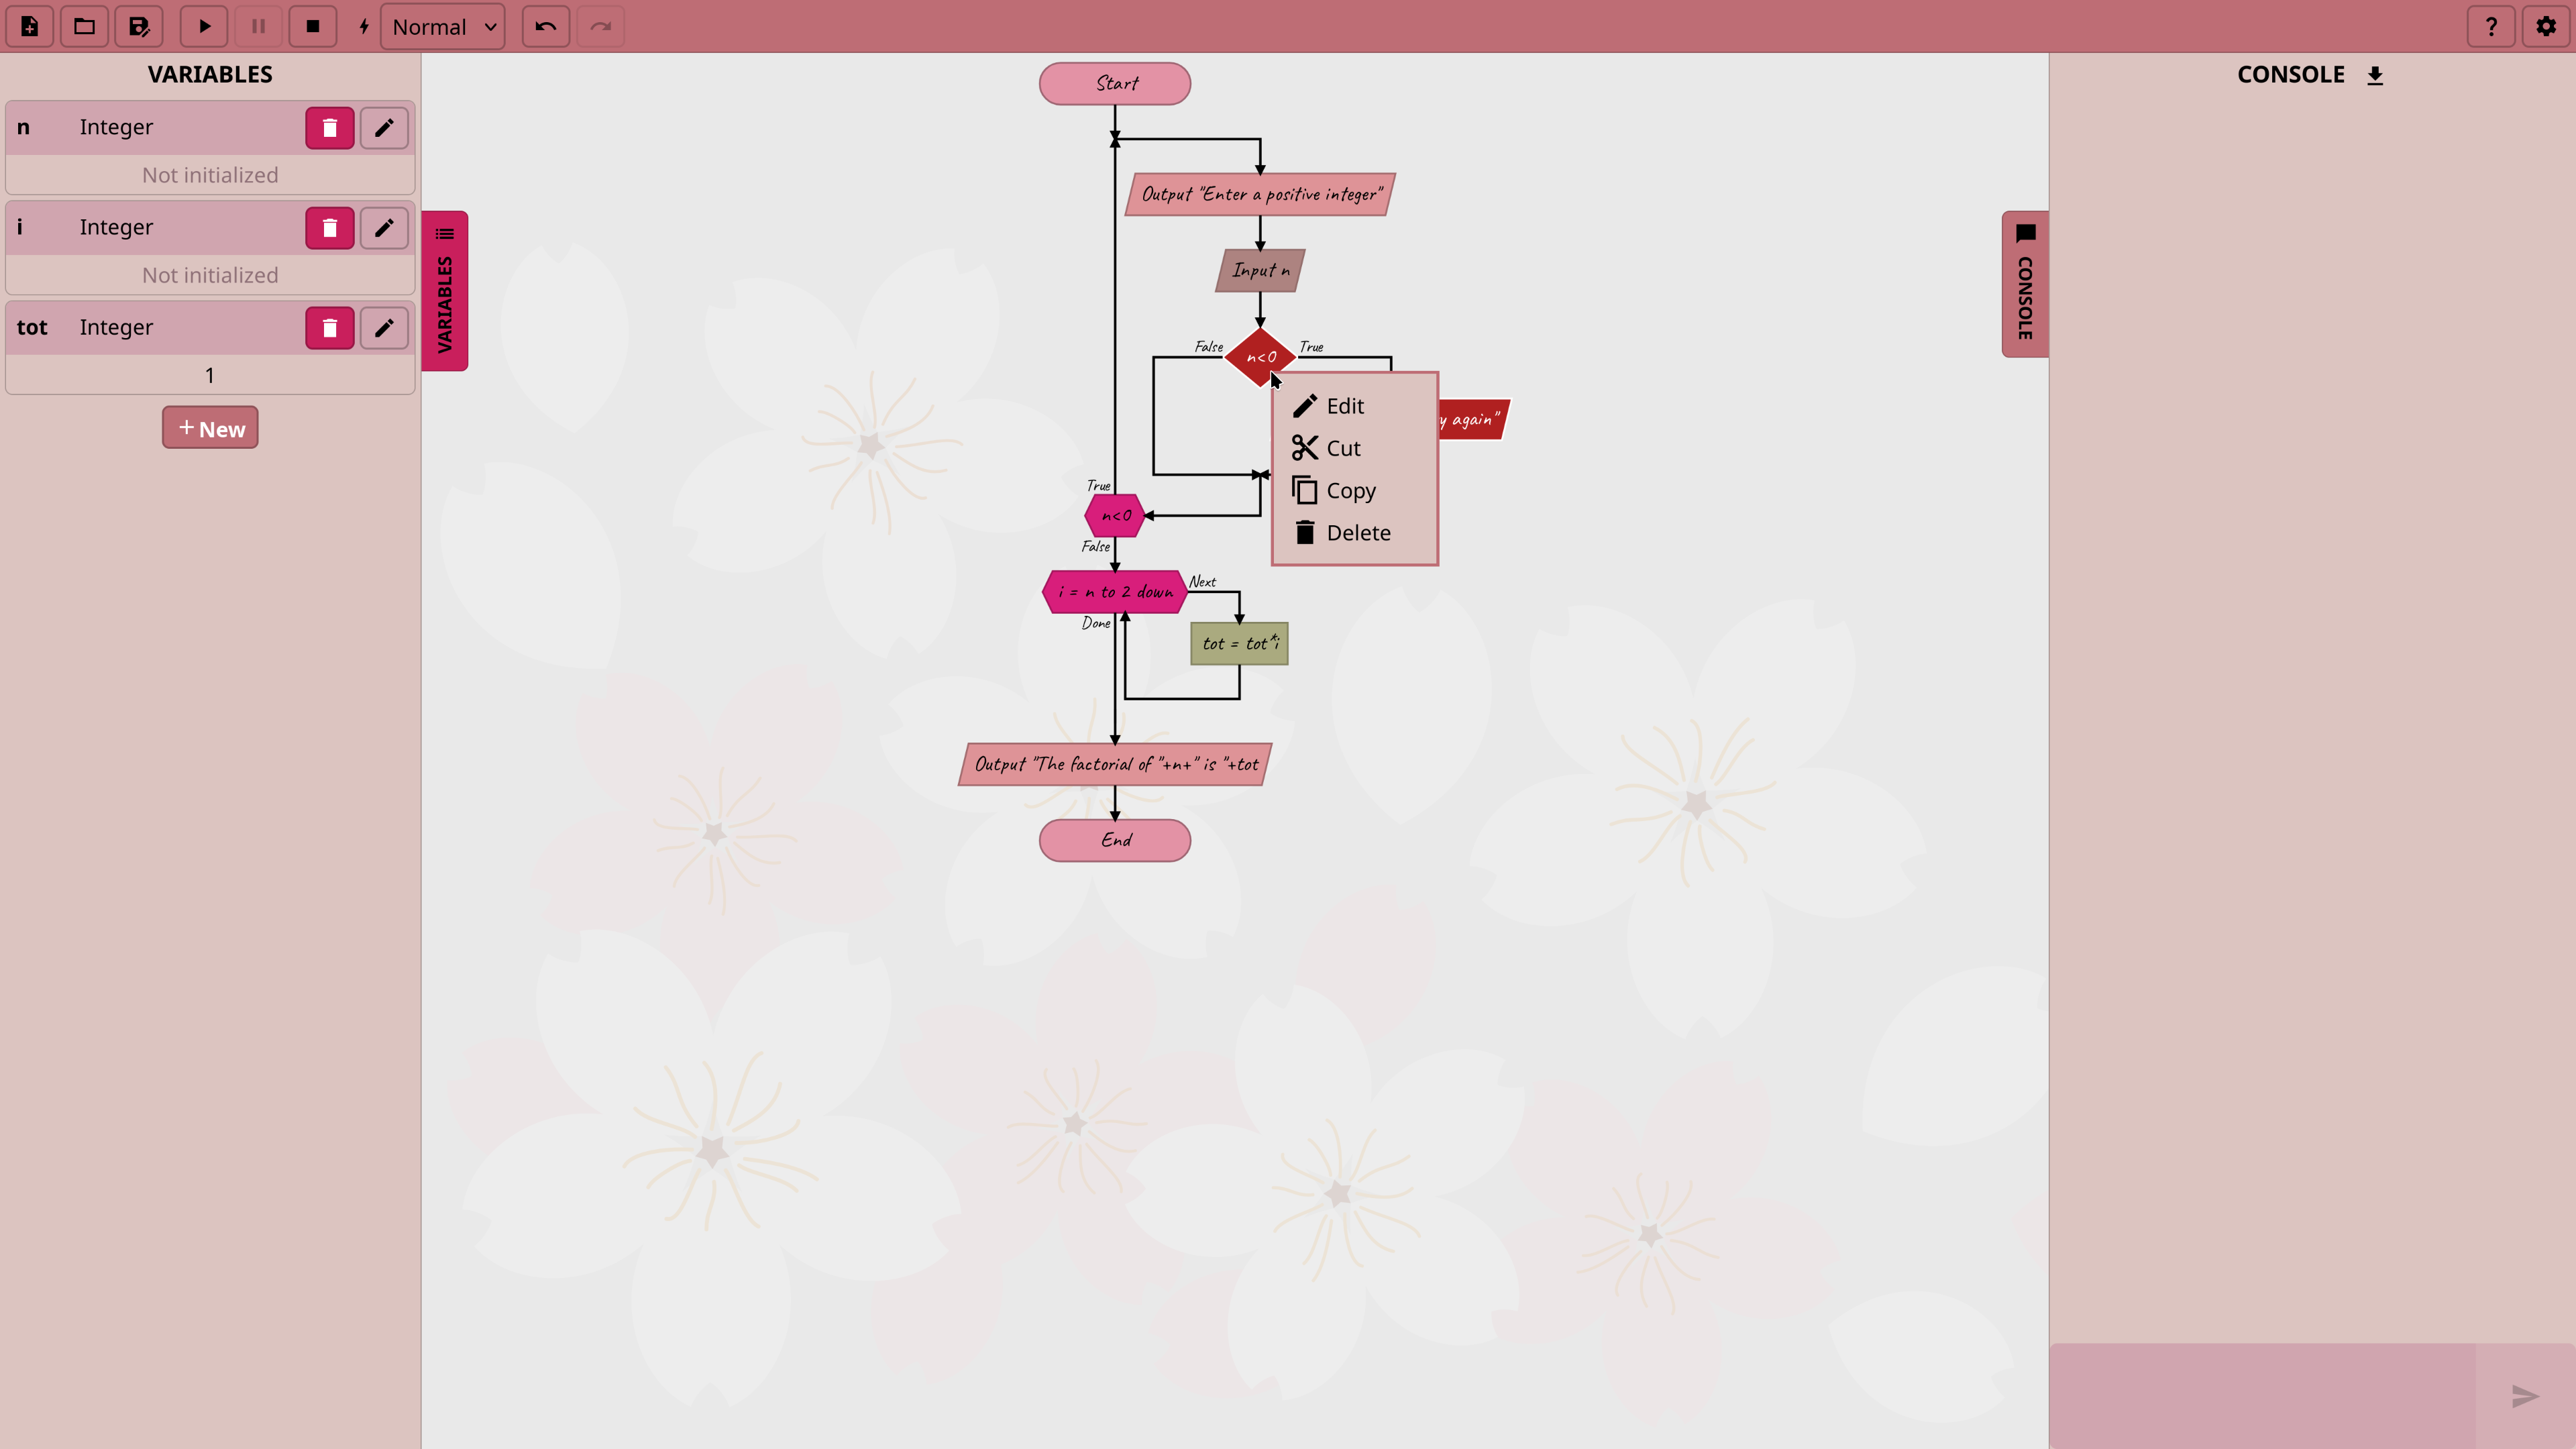 Normal
?
VARIABLES
n Integer
Not initialized
i Integer
Not initialized
tot Integer
1
+ New
VARIABLES
Start
Output "Enter a positive integer"
Input n
False
n<0
True
y again"
Edit
Cut
Copy
Delete
True
n<0
False
i = n to 2 down
Next
Done
tot = tot*i
Output "The factorial of "+n+" is "+tot
End
CONSOLE
CONSOLE